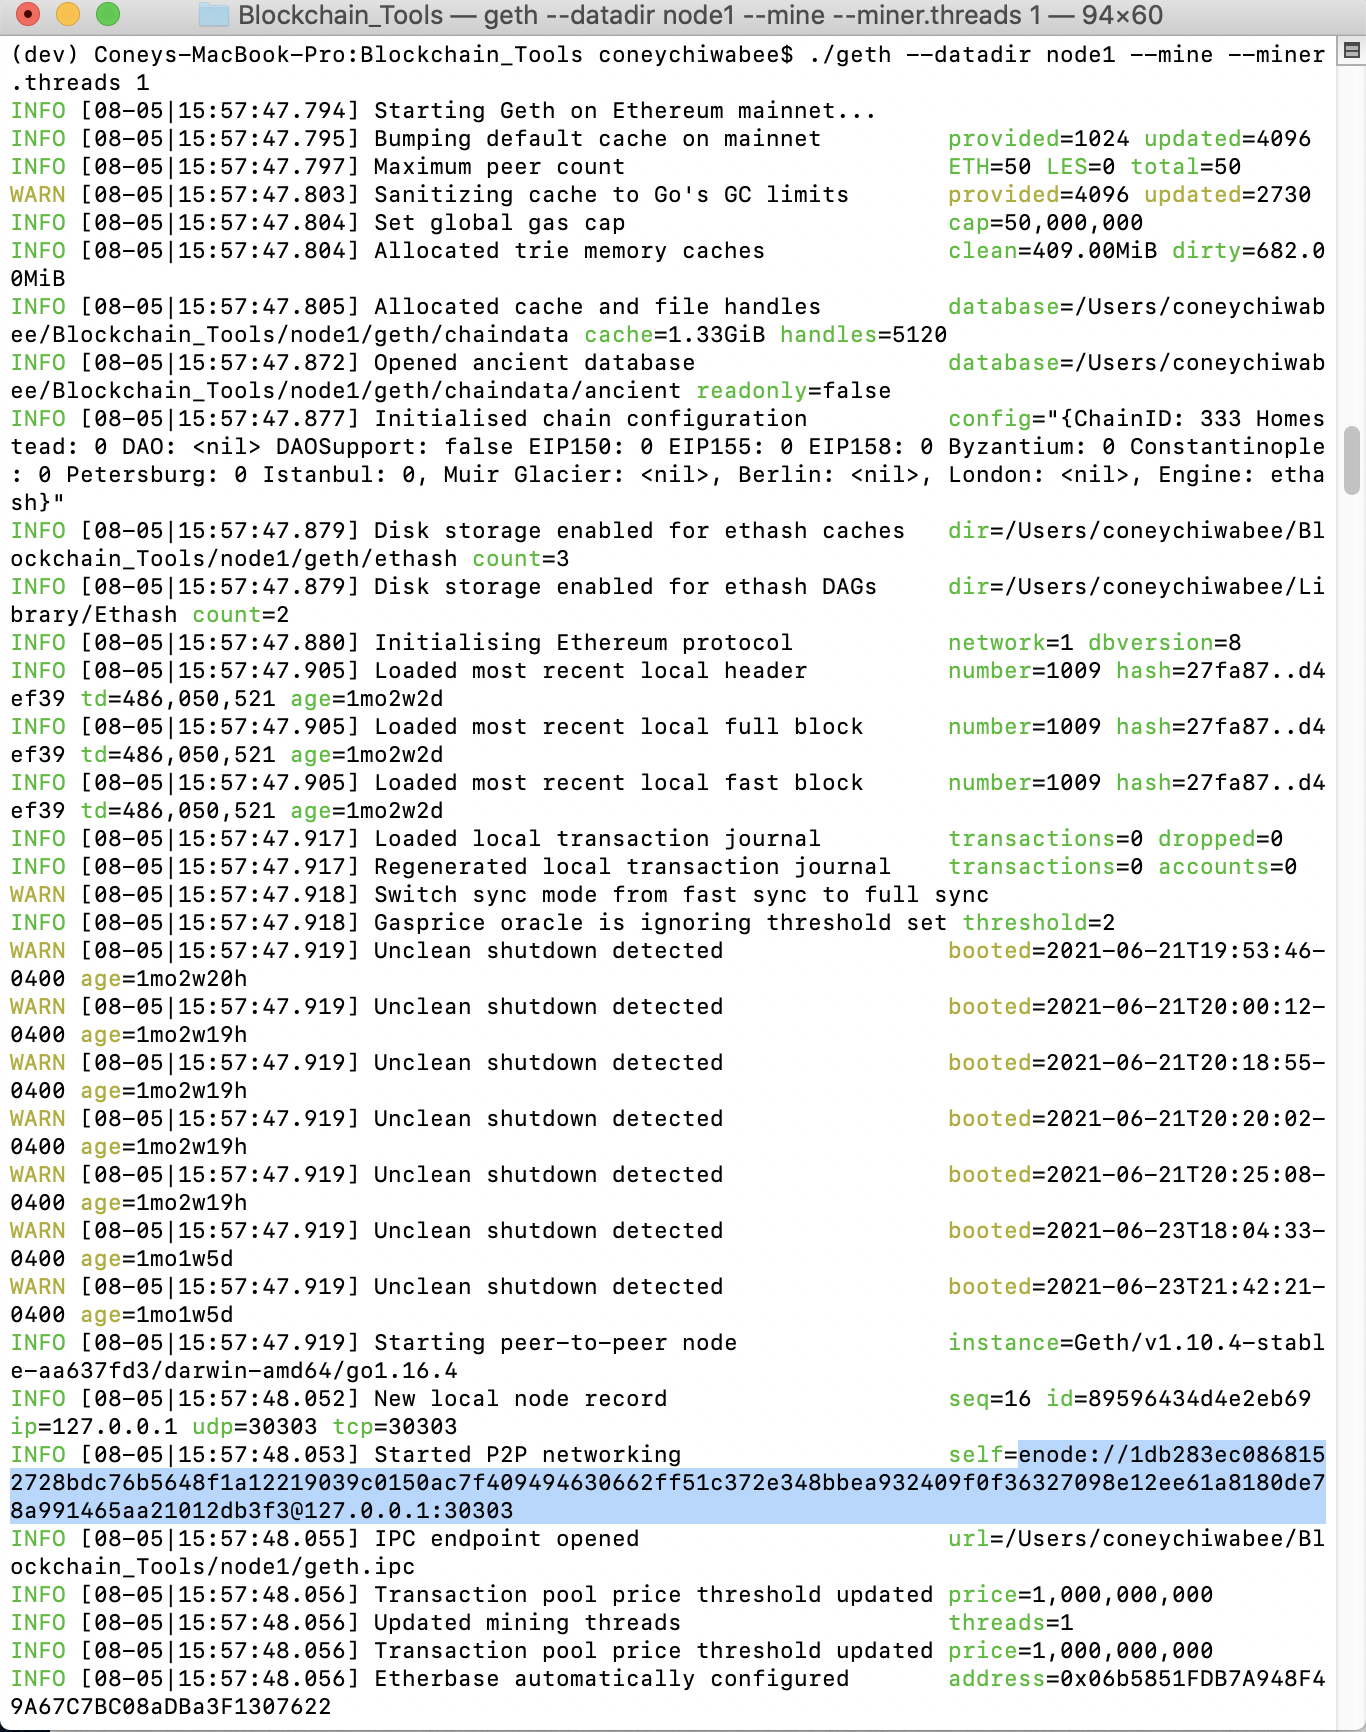 Blockchain_Tools — geth --datadir node1 --mine --miner.threads 1 — 94×60
(dev) Coneys-MacBook-Pro:Blockchain_Tools coneychiwabee$ ./geth --datadir node1 --mine --miner
.threads 1
INFO [08-05|15:57:47.794] Starting Geth on Ethereum mainnet...
INFO [08-05|15:57:47.795] Bumping default cache on mainnet         provided=1024 updated=4096
INFO [08-05|15:57:47.797] Maximum peer count                       ETH=50 LES=0 total=50
WARN [08-05|15:57:47.803] Sanitizing cache to Go's GC limits       provided=4096 updated=2730
INFO [08-05|15:57:47.804] Set global gas cap                       cap=50,000,000
INFO [08-05|15:57:47.804] Allocated trie memory caches             clean=409.00MiB dirty=682.0
0MiB
INFO [08-05|15:57:47.805] Allocated cache and file handles         database=/Users/coneychiwab
ee/Blockchain_Tools/node1/geth/chaindata cache=1.33GiB handles=5120
INFO [08-05|15:57:47.872] Opened ancient database                  database=/Users/coneychiwab
ee/Blockchain_Tools/node1/geth/chaindata/ancient readonly=false
INFO [08-05|15:57:47.877] Initialised chain configuration          config="{ChainID: 333 Homes
tead: 0 DAO: <nil> DAOSupport: false EIP150: 0 EIP155: 0 EIP158: 0 Byzantium: 0 Constantinople
: 0 Petersburg: 0 Istanbul: 0, Muir Glacier: <nil>, Berlin: <nil>, London: <nil>, Engine: etha
sh}"
INFO [08-05|15:57:47.879] Disk storage enabled for ethash caches   dir=/Users/coneychiwabee/Bl
ockchain_Tools/node1/geth/ethash count=3
INFO [08-05|15:57:47.879] Disk storage enabled for ethash DAGs     dir=/Users/coneychiwabee/Li
brary/Ethash count=2
INFO [08-05|15:57:47.880] Initialising Ethereum protocol           network=1 dbversion=8
INFO [08-05|15:57:47.905] Loaded most recent local header          number=1009 hash=27fa87..d4
ef39 td=486,050,521 age=1mo2w2d
INFO [08-05|15:57:47.905] Loaded most recent local full block      number=1009 hash=27fa87..d4
ef39 td=486,050,521 age=1mo2w2d
INFO [08-05|15:57:47.905] Loaded most recent local fast block      number=1009 hash=27fa87..d4
ef39 td=486,050,521 age=1mo2w2d
INFO [08-05|15:57:47.917] Loaded local transaction journal         transactions=0 dropped=0
INFO [08-05|15:57:47.917] Regenerated local transaction journal    transactions=0 accounts=0
WARN [08-05|15:57:47.918] Switch sync mode from fast sync to full sync
INFO [08-05|15:57:47.918] Gasprice oracle is ignoring threshold set threshold=2
WARN [08-05|15:57:47.919] Unclean shutdown detected                booted=2021-06-21T19:53:46-
0400 age=1mo2w20h
WARN [08-05|15:57:47.919] Unclean shutdown detected                booted=2021-06-21T20:00:12-
0400 age=1mo2w19h
WARN [08-05|15:57:47.919] Unclean shutdown detected                booted=2021-06-21T20:18:55-
0400 age=1mo2w19h
WARN [08-05|15:57:47.919] Unclean shutdown detected                booted=2021-06-21T20:20:02-
0400 age=1mo2w19h
WARN [08-05|15:57:47.919] Unclean shutdown detected                booted=2021-06-21T20:25:08-
0400 age=1mo2w19h
WARN [08-05|15:57:47.919] Unclean shutdown detected                booted=2021-06-23T18:04:33-
0400 age=1mo1w5d
WARN [08-05|15:57:47.919] Unclean shutdown detected                booted=2021-06-23T21:42:21-
0400 age=1mo1w5d
INFO [08-05|15:57:47.919] Starting peer-to-peer node               instance=Geth/v1.10.4-stabl
e-aa637fd3/darwin-amd64/go1.16.4
INFO [08-05|15:57:48.052] New local node record                    seq=16 id=89596434d4e2eb69
ip=127.0.0.1 udp=30303 tcp=30303
INFO [08-05|15:57:48.053] Started P2P networking                   self=enode://1db283ec086815
2728bdc76b5648f1a12219039c0150ac7f409494630662ff51c372e348bbea932409f0f36327098e12ee61a8180de7
8a991465aa21012db3f3@127.0.0.1:30303
INFO [08-05|15:57:48.055] IPC endpoint opened                      url=/Users/coneychiwabee/Bl
ockchain_Tools/node1/geth.ipc
INFO [08-05|15:57:48.056] Transaction pool price threshold updated price=1,000,000,000
INFO [08-05|15:57:48.056] Updated mining threads                   threads=1
INFO [08-05|15:57:48.056] Transaction pool price threshold updated price=1,000,000,000
INFO [08-05|15:57:48.056] Etherbase automatically configured       address=0x06b5851FDB7A948F4
9A67C7BC08aDBa3F1307622